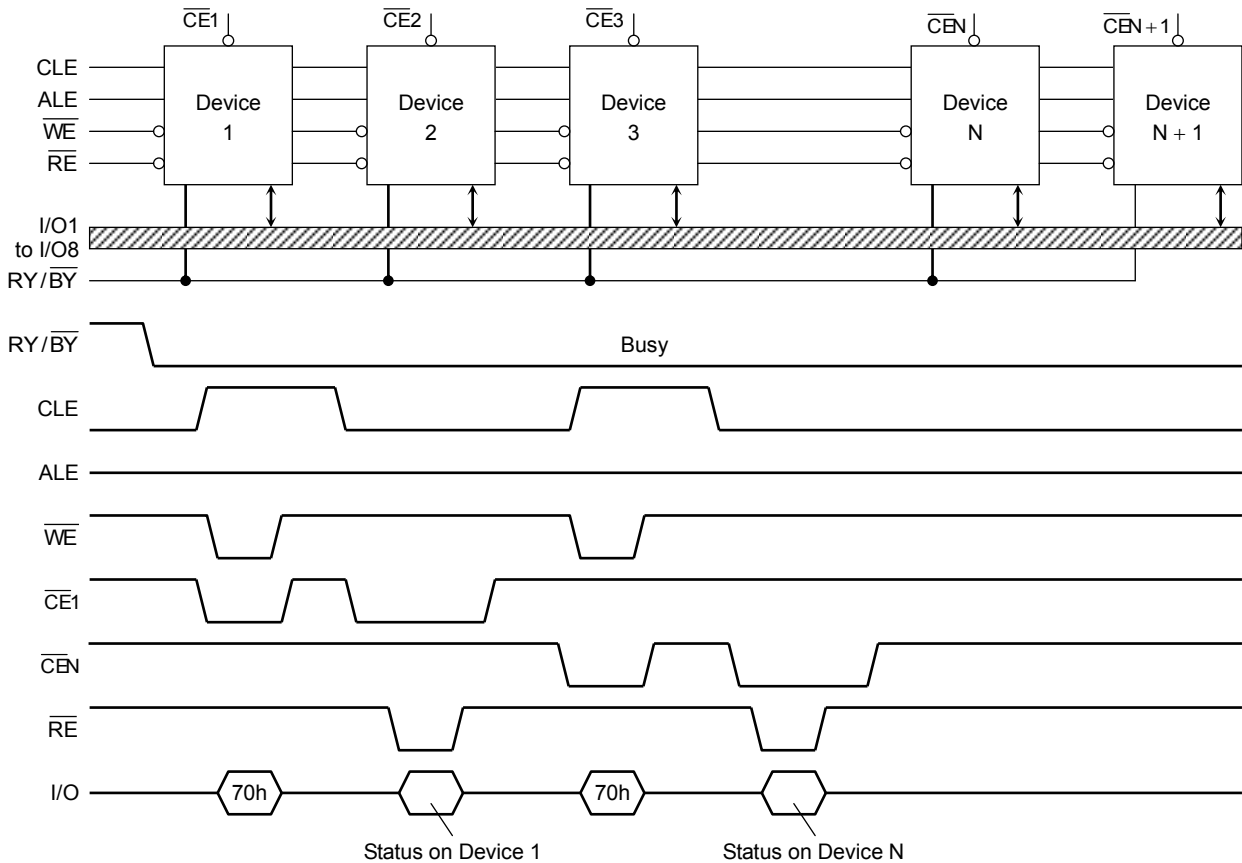 CE1 CE2 CE3 CEN CEN + 1
CLE
ALE
WE
RE
Device 1
Device 2
Device 3
Device N
Device N + 1
I/O1 to I/O8
RY / BY
RY / BY
Busy
CLE
ALE
WE
CE1
CEN
RE
I/O
70h
70h
Status on Device 1
Status on Device N